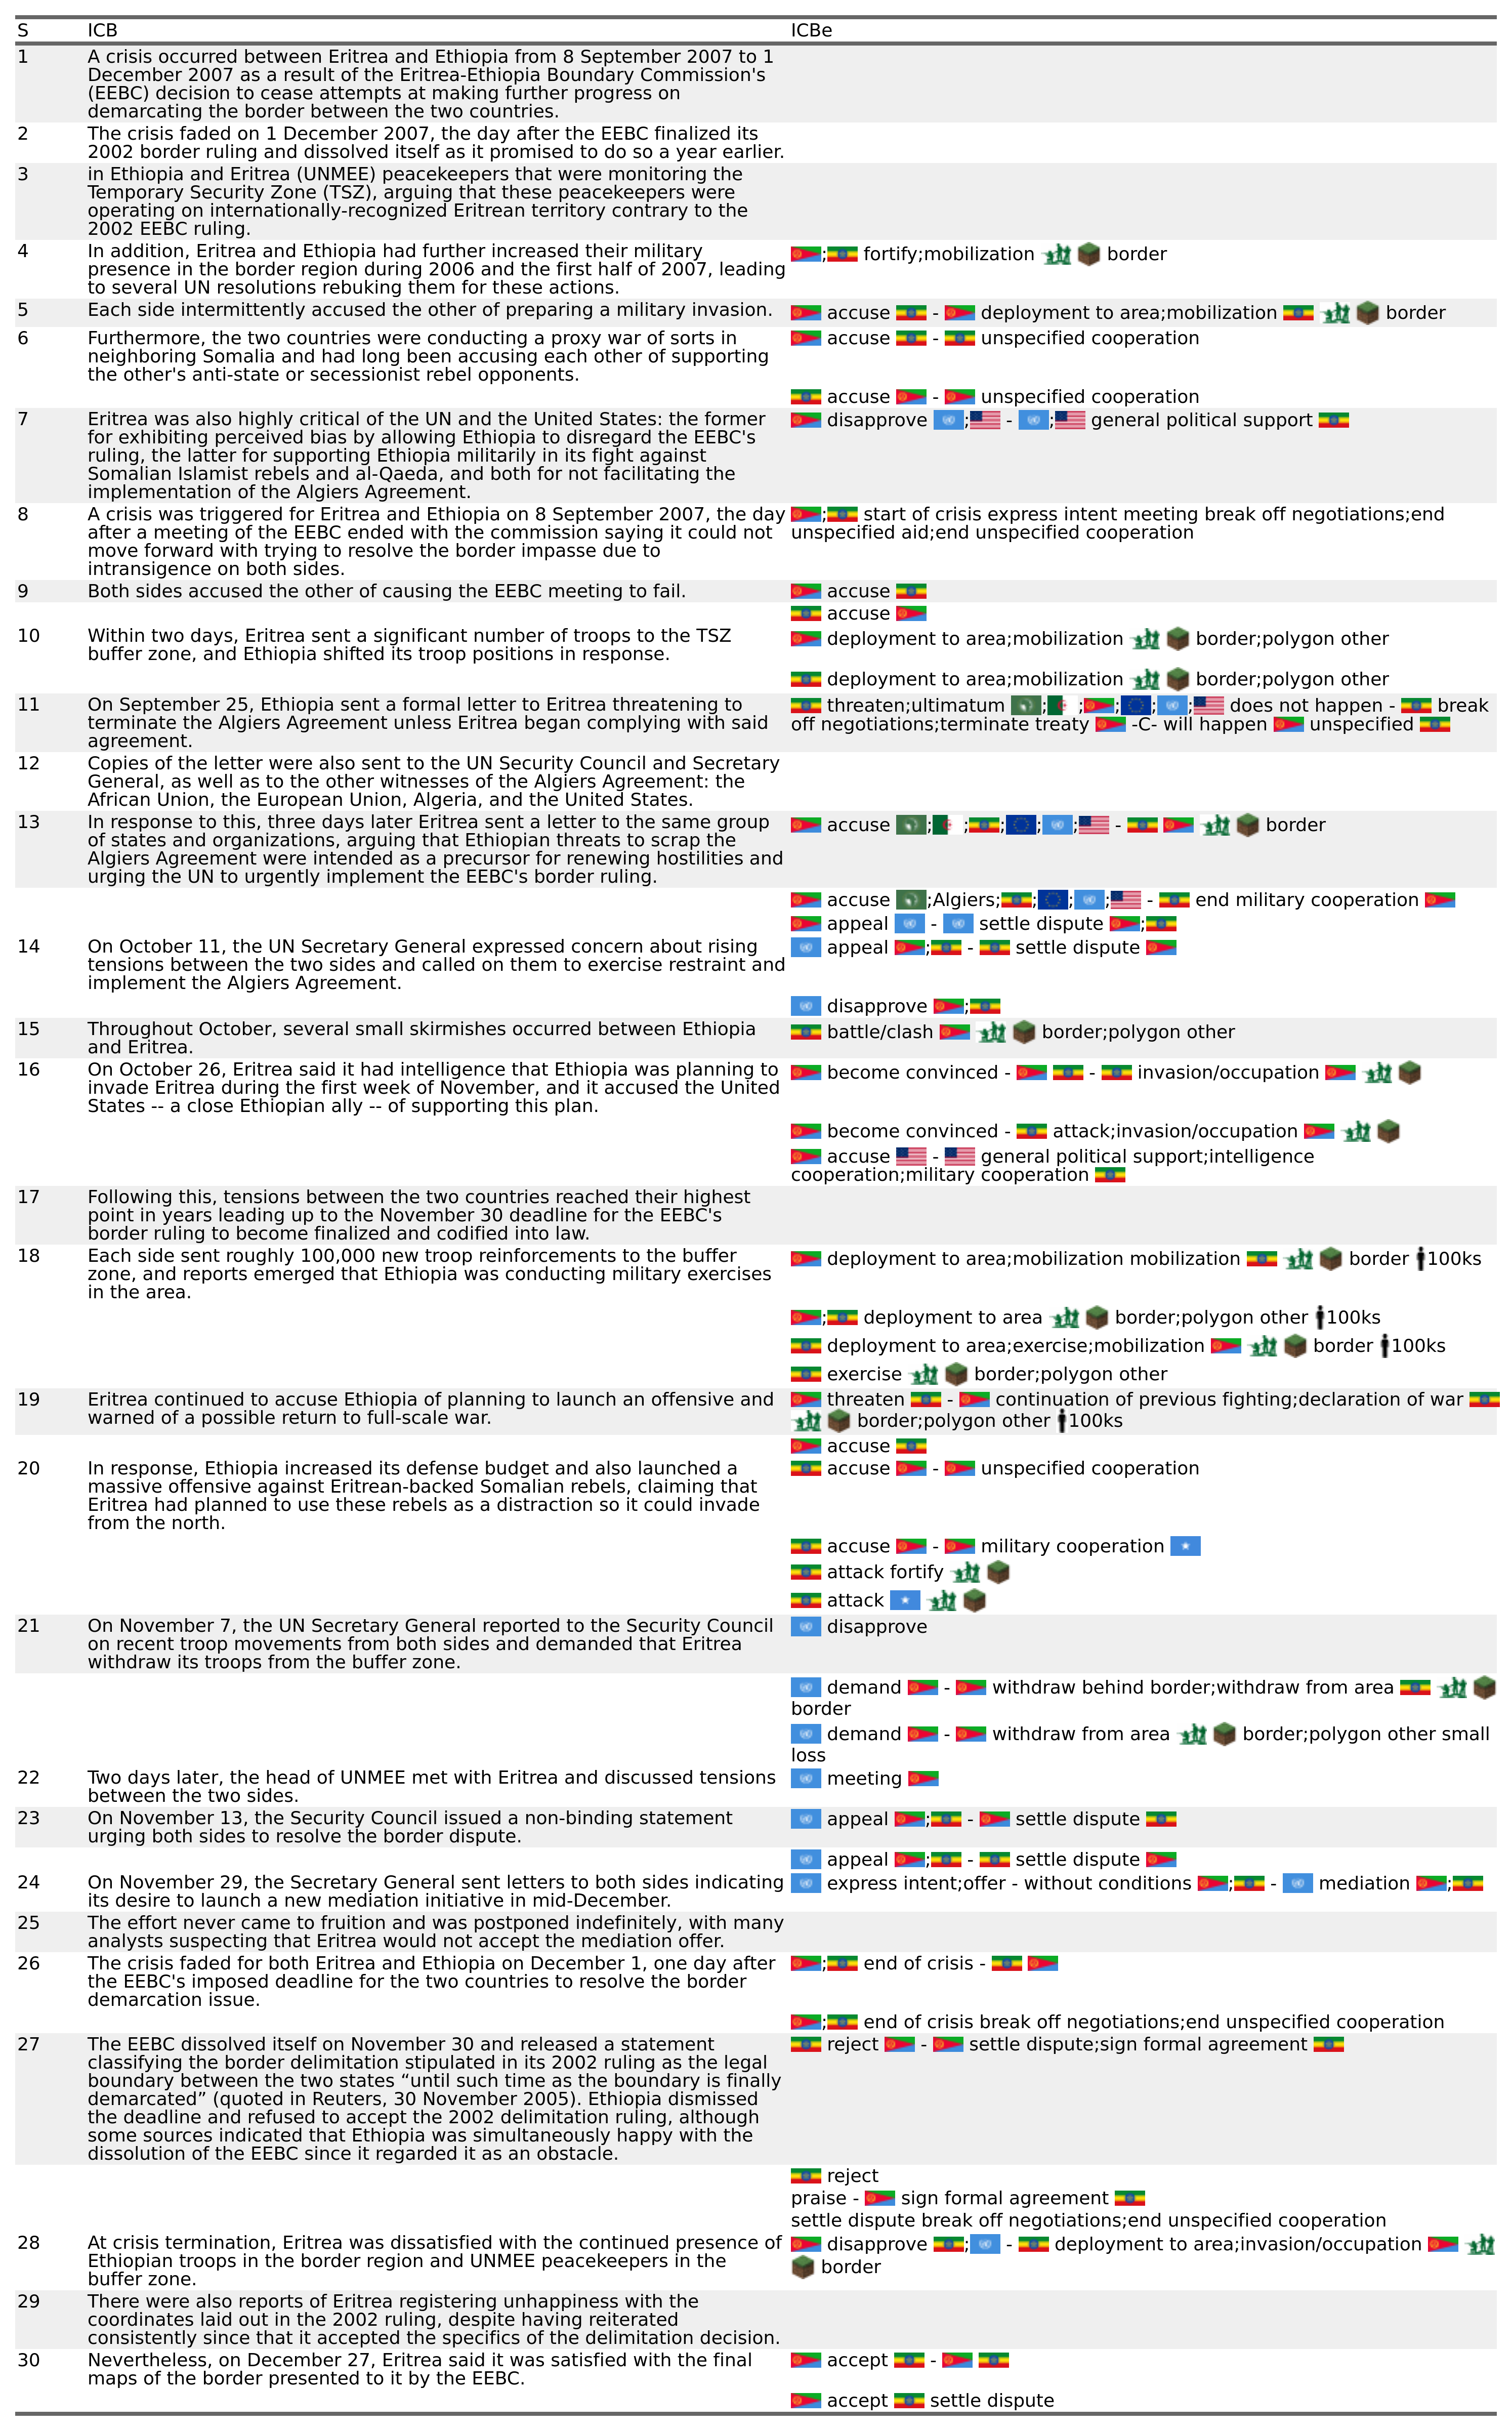 S ICB ICBe
1 A crisis occurred between Eritrea and Ethiopia from 8 September 2007 to 1
December 2007 as a result of the Eritrea-Ethiopia Boundary Commission's
(EEBC) decision to cease attempts at making further progress on
demarcating the border between the two countries.
2 The crisis faded on 1 December 2007, the day after the EEBC finalized its
2002 border ruling and dissolved itself as it promised to do so a year earlier.
3 in Ethiopia and Eritrea (UNMEE) peacekeepers that were monitoring the
Temporary Security Zone (TSZ), arguing that these peacekeepers were
operating on internationally-recognized Eritrean territory contrary to the
2002 EEBC ruling.
4 In addition, Eritrea and Ethiopia had further increased their military
presence in the border region during 2006 and the first half of 2007, leading
to several UN resolutions rebuking them for these actions.
; fortify;mobilization border
5 Each side intermittently accused the other of preparing a military invasion.
accuse - deployment to area;mobilization border
6 Furthermore, the two countries were conducting a proxy war of sorts in
neighboring Somalia and had long been accusing each other of supporting
the other's anti-state or secessionist rebel opponents.
accuse - unspecified cooperation
accuse - unspecified cooperation
7 Eritrea was also highly critical of the UN and the United States: the former
for exhibiting perceived bias by allowing Ethiopia to disregard the EEBC's
ruling, the latter for supporting Ethiopia militarily in its fight against
Somalian Islamist rebels and al-Qaeda, and both for not facilitating the
implementation of the Algiers Agreement.
disapprove ; - ; general political support
8 A crisis was triggered for Eritrea and Ethiopia on 8 September 2007, the day
after a meeting of the EEBC ended with the commission saying it could not
move forward with trying to resolve the border impasse due to
intransigence on both sides.
; start of crisis express intent meeting break off negotiations;end
unspecified aid;end unspecified cooperation
9 Both sides accused the other of causing the EEBC meeting to fail.
accuse
accuse
10 Within two days, Eritrea sent a significant number of troops to the TSZ
buffer zone, and Ethiopia shifted its troop positions in response.
deployment to area;mobilization border;polygon other
deployment to area;mobilization border;polygon other
11 On September 25, Ethiopia sent a formal letter to Eritrea threatening to
terminate the Algiers Agreement unless Eritrea began complying with said
agreement.
threaten;ultimatum ; ; ; ; ; does not happen - break
off negotiations;terminate treaty -C- will happen unspecified
12 Copies of the letter were also sent to the UN Security Council and Secretary
General, as well as to the other witnesses of the Algiers Agreement: the
African Union, the European Union, Algeria, and the United States.
13 In response to this, three days later Eritrea sent a letter to the same group
of states and organizations, arguing that Ethiopian threats to scrap the
Algiers Agreement were intended as a precursor for renewing hostilities and
urging the UN to urgently implement the EEBC's border ruling.
accuse ; ; ; ; ; - border
accuse ;Algiers; ; ; ; - end military cooperation
appeal - settle dispute ;
14 On October 11, the UN Secretary General expressed concern about rising
tensions between the two sides and called on them to exercise restraint and
implement the Algiers Agreement.
appeal ; - settle dispute
disapprove ;
15 Throughout October, several small skirmishes occurred between Ethiopia
and Eritrea.
battle/clash border;polygon other
16 On October 26, Eritrea said it had intelligence that Ethiopia was planning to
invade Eritrea during the first week of November, and it accused the United
States -- a close Ethiopian ally -- of supporting this plan.
become convinced - - invasion/occupation
become convinced - attack;invasion/occupation
accuse - general political support;intelligence
cooperation;military cooperation
17 Following this, tensions between the two countries reached their highest
point in years leading up to the November 30 deadline for the EEBC's
border ruling to become finalized and codified into law.
18 Each side sent roughly 100,000 new troop reinforcements to the buffer
zone, and reports emerged that Ethiopia was conducting military exercises
in the area.
deployment to area;mobilization mobilization border 100ks
; deployment to area border;polygon other 100ks
deployment to area;exercise;mobilization border 100ks
exercise border;polygon other
19 Eritrea continued to accuse Ethiopia of planning to launch an offensive and
warned of a possible return to full-scale war.
threaten - continuation of previous fighting;declaration of war
border;polygon other 100ks
accuse
20 In response, Ethiopia increased its defense budget and also launched a
massive offensive against Eritrean-backed Somalian rebels, claiming that
Eritrea had planned to use these rebels as a distraction so it could invade
from the north.
accuse - unspecified cooperation
accuse - military cooperation
attack fortify
attack
21 On November 7, the UN Secretary General reported to the Security Council
on recent troop movements from both sides and demanded that Eritrea
withdraw its troops from the buffer zone.
disapprove
demand - withdraw behind border;withdraw from area
border
demand - withdraw from area border;polygon other small
loss
22 Two days later, the head of UNMEE met with Eritrea and discussed tensions
between the two sides.
meeting
23 On November 13, the Security Council issued a non-binding statement
urging both sides to resolve the border dispute.
appeal ; - settle dispute
appeal ; - settle dispute
24 On November 29, the Secretary General sent letters to both sides indicating
its desire to launch a new mediation initiative in mid-December.
express intent;offer - without conditions ; - mediation ;
25 The effort never came to fruition and was postponed indefinitely, with many
analysts suspecting that Eritrea would not accept the mediation offer.
26 The crisis faded for both Eritrea and Ethiopia on December 1, one day after
the EEBC's imposed deadline for the two countries to resolve the border
demarcation issue.
; end of crisis -
; end of crisis break off negotiations;end unspecified cooperation
27 The EEBC dissolved itself on November 30 and released a statement
classifying the border delimitation stipulated in its 2002 ruling as the legal
boundary between the two states “until such time as the boundary is finally
demarcated” (quoted in Reuters, 30 November 2005). Ethiopia dismissed
the deadline and refused to accept the 2002 delimitation ruling, although
some sources indicated that Ethiopia was simultaneously happy with the
dissolution of the EEBC since it regarded it as an obstacle.
reject - settle dispute;sign formal agreement
reject
praise - sign formal agreement
settle dispute break off negotiations;end unspecified cooperation
28 At crisis termination, Eritrea was dissatisfied with the continued presence of
Ethiopian troops in the border region and UNMEE peacekeepers in the
buffer zone.
disapprove ; - deployment to area;invasion/occupation
border
29 There were also reports of Eritrea registering unhappiness with the
coordinates laid out in the 2002 ruling, despite having reiterated
consistently since that it accepted the specifics of the delimitation decision.
30 Nevertheless, on December 27, Eritrea said it was satisfied with the final
maps of the border presented to it by the EEBC.
accept -
accept settle dispute